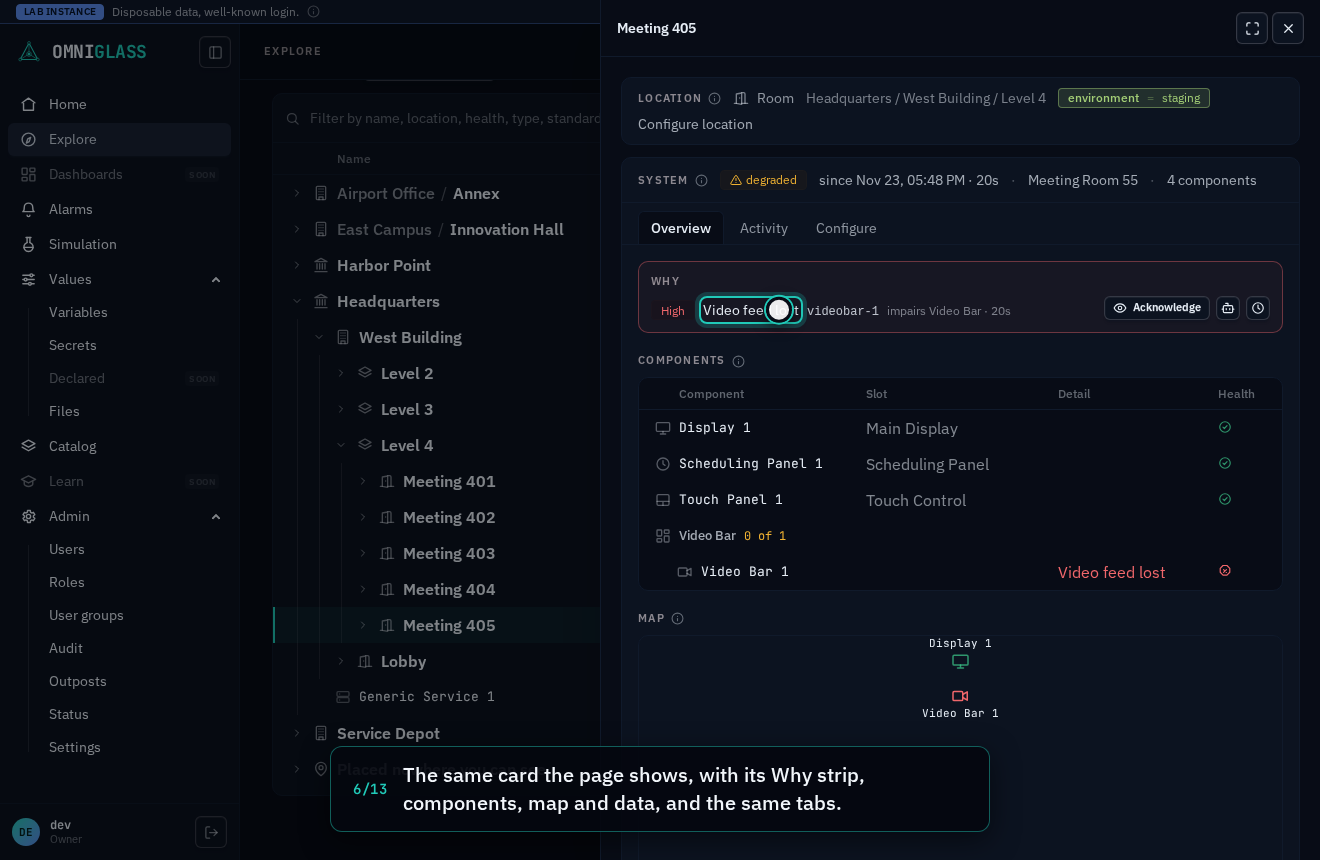 LAB INSTANCE Disposable data, well-known login.
OMNIGLASS
Home
Explore
Dashboards SOON
Alarms
Simulation
Values
Variables
Secrets
Declared SOON
Files
Catalog
Learn SOON
Admin
Users
Roles
User groups
Audit
Outposts
Status
Settings
DE dev
Owner
EXPLORE
Filter by name, location, health, type, standard
Name
Airport Office / Annex
East Campus / Innovation Hall
Harbor Point
Headquarters
West Building
Level 2
Level 3
Level 4
Meeting 401
Meeting 402
Meeting 403
Meeting 404
Meeting 405
Lobby
Generic Service 1
Service Depot
Meeting 405
LOCATION Room Headquarters / West Building / Level 4 environment = staging
Configure location
SYSTEM degraded since Nov 23, 05:48 PM · 20s · Meeting Room 55 · 4 components
Overview Activity Configure
WHY
High Video feed lost videobar-1 impairs Video Bar · 20s Acknowledge
COMPONENTS
Component Slot Detail Health
Display 1 Main Display
Scheduling Panel 1 Scheduling Panel
Touch Panel 1 Touch Control
Video Bar 0 of 1
Video Bar 1 Video feed lost
MAP
Display 1
Video Bar 1
6/13 The same card the page shows, with its Why strip,
components, map and data, and the same tabs.